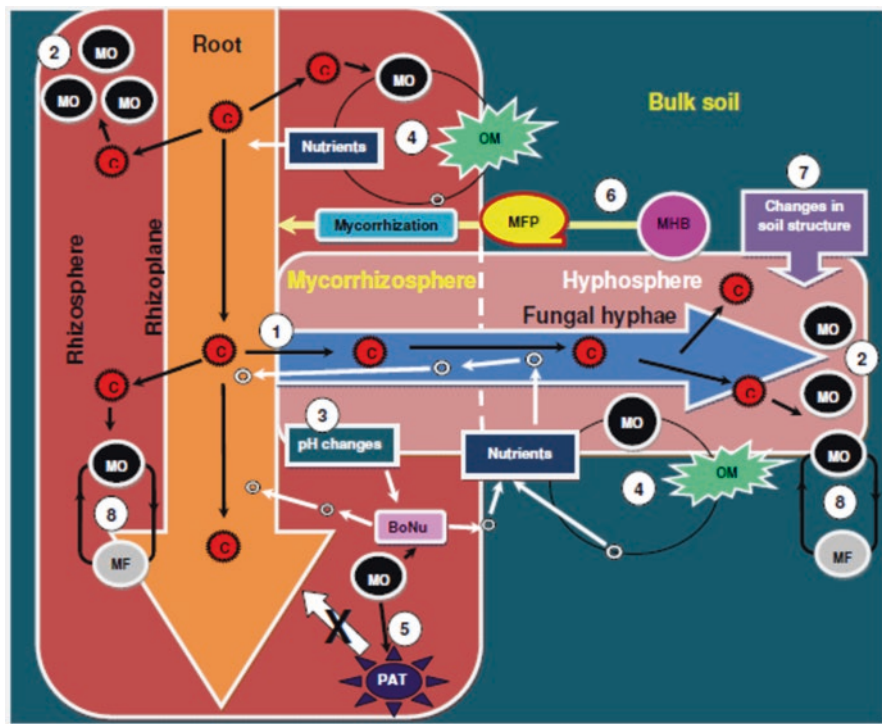 2
MO
MO
MO
Root
C
C
MO
C
Nutrients
4
OM
Bulk soil
Mycorrhization
MFP
6
MHB
7
Changes in
soil structure
Rhizosphere
Rhizoplane
Mycorrhizosphere
Hyphosphere
C
Fungal hyphae
MO
1
C
C
C
2
C
MO
C
3
pH changes
Nutrients
MO
4
OM
MO
8
MF
MO
8
MF
BoNu
C
MO
5
X
PAT